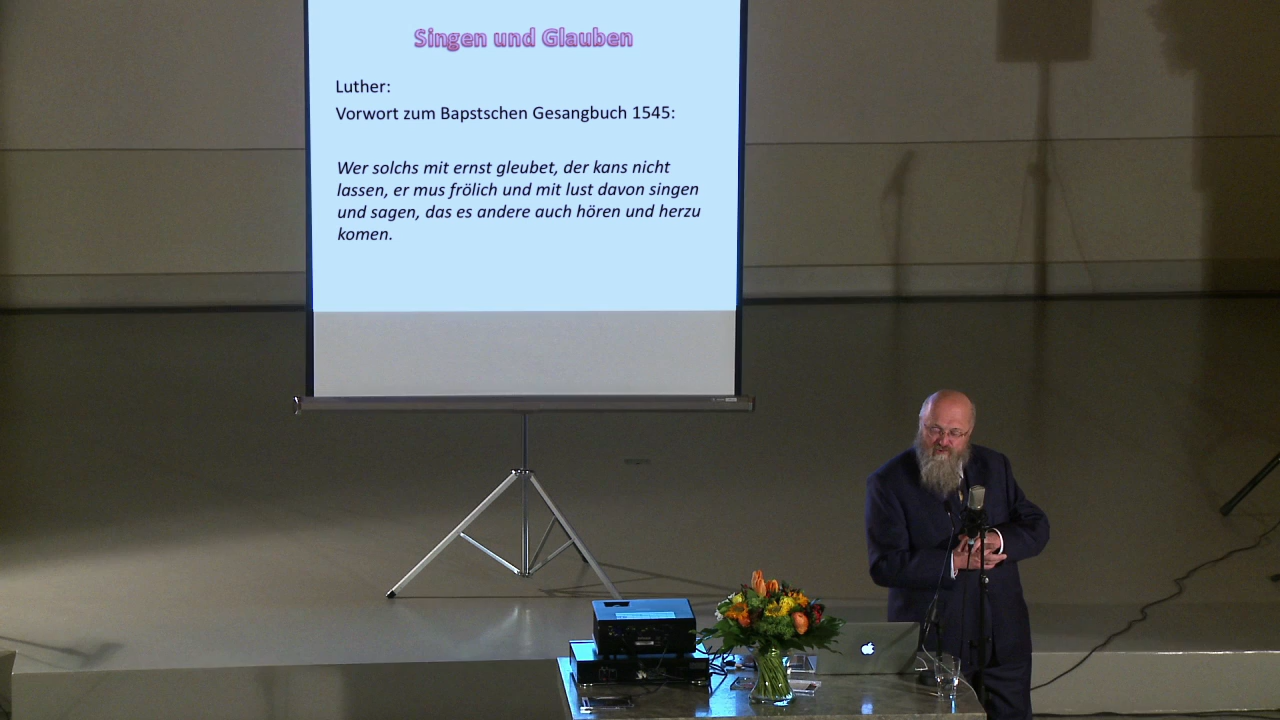 Singen und Glauben
Luther:
Vorwort zum Bapstschen Gesangbuch 1545:
Wer solchs mit ernst gleubet, der kans nicht
lassen, er mus frölich und mit lust davon singen
und sagen, das es andere auch hören und herzu
komen.